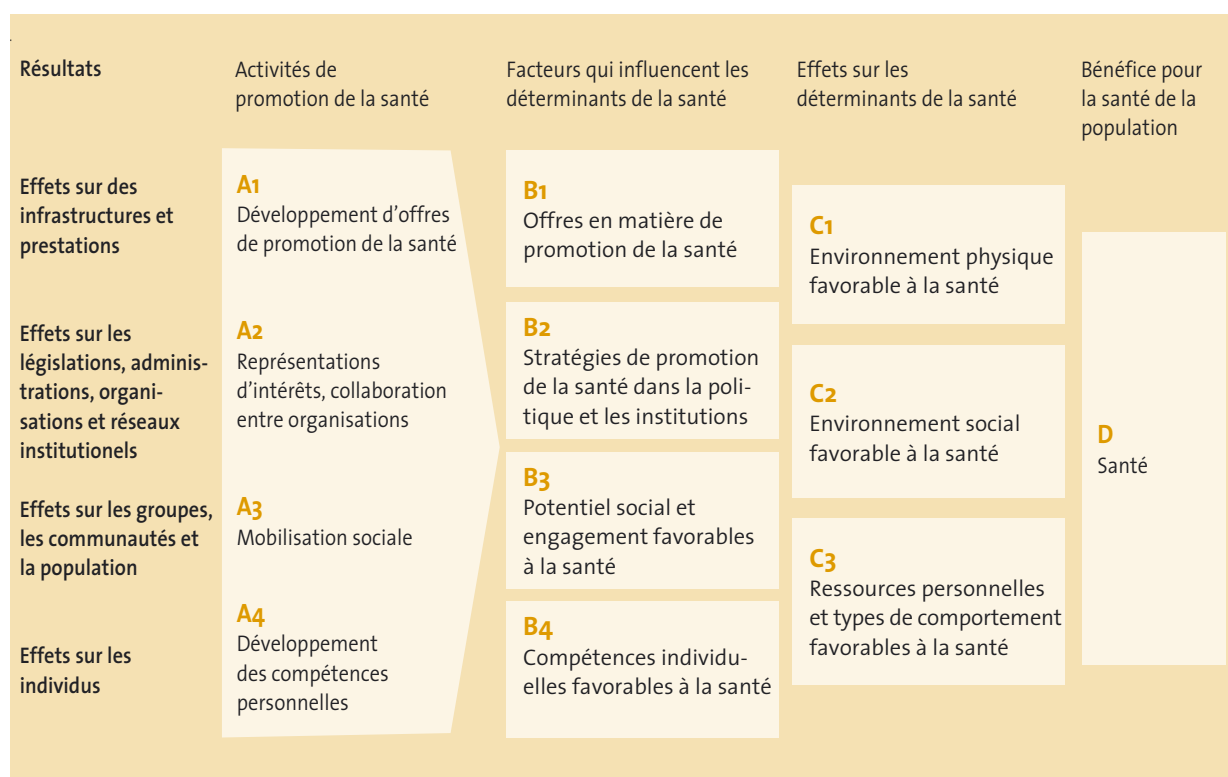 Résultats
Activités de
promotion de la santé
Facteurs qui influencent les
déterminants de la santé
Effets sur les
déterminants de la santé
Bénéfice pour
la santé de la
population
Effets sur des
infrastructures et
prestations
Effets sur les
législations, adminis-
trations, organi-
sations et réseaux
institutionels
Effets sur les groupes,
les communautés et
la population
Effets sur les
individus
A1
Développement d'offres
de promotion de la santé
A2
Représentations
d'intérêts, collaboration
entre organisations
A3
Mobilisation sociale
A4
Développement
des compétences
personnelles
B1
Offres en matière de
promotion de la santé
B2
Stratégies de promotion
de la santé dans la poli-
tique et les institutions
B3
Potentiel social et
engagement favorables
à la santé
B4
Compétences individu-
elles favorables à la santé
C1
Environnement physique
favorable à la santé
C2
Environnement social
favorable à la santé
C3
Ressources personnelles
et types de comportement
favorables à la santé
D
Santé